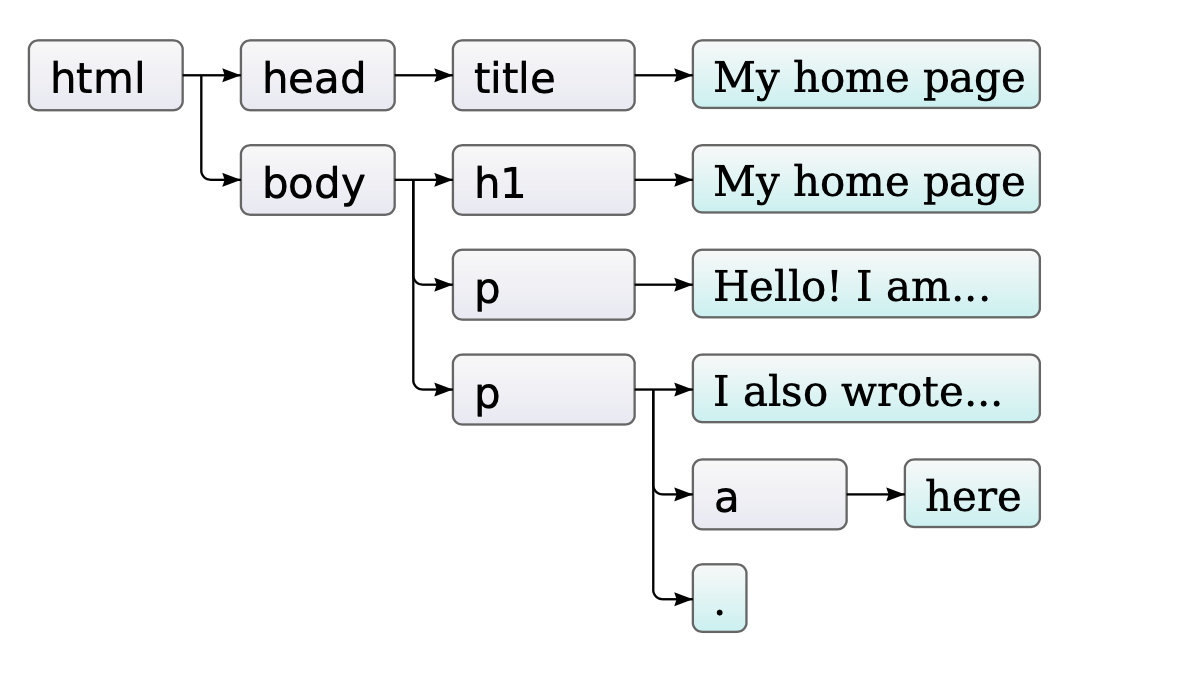 html head title My home page
body h1 My home page
p Hello! I am...
p I also wrote...
a here
.